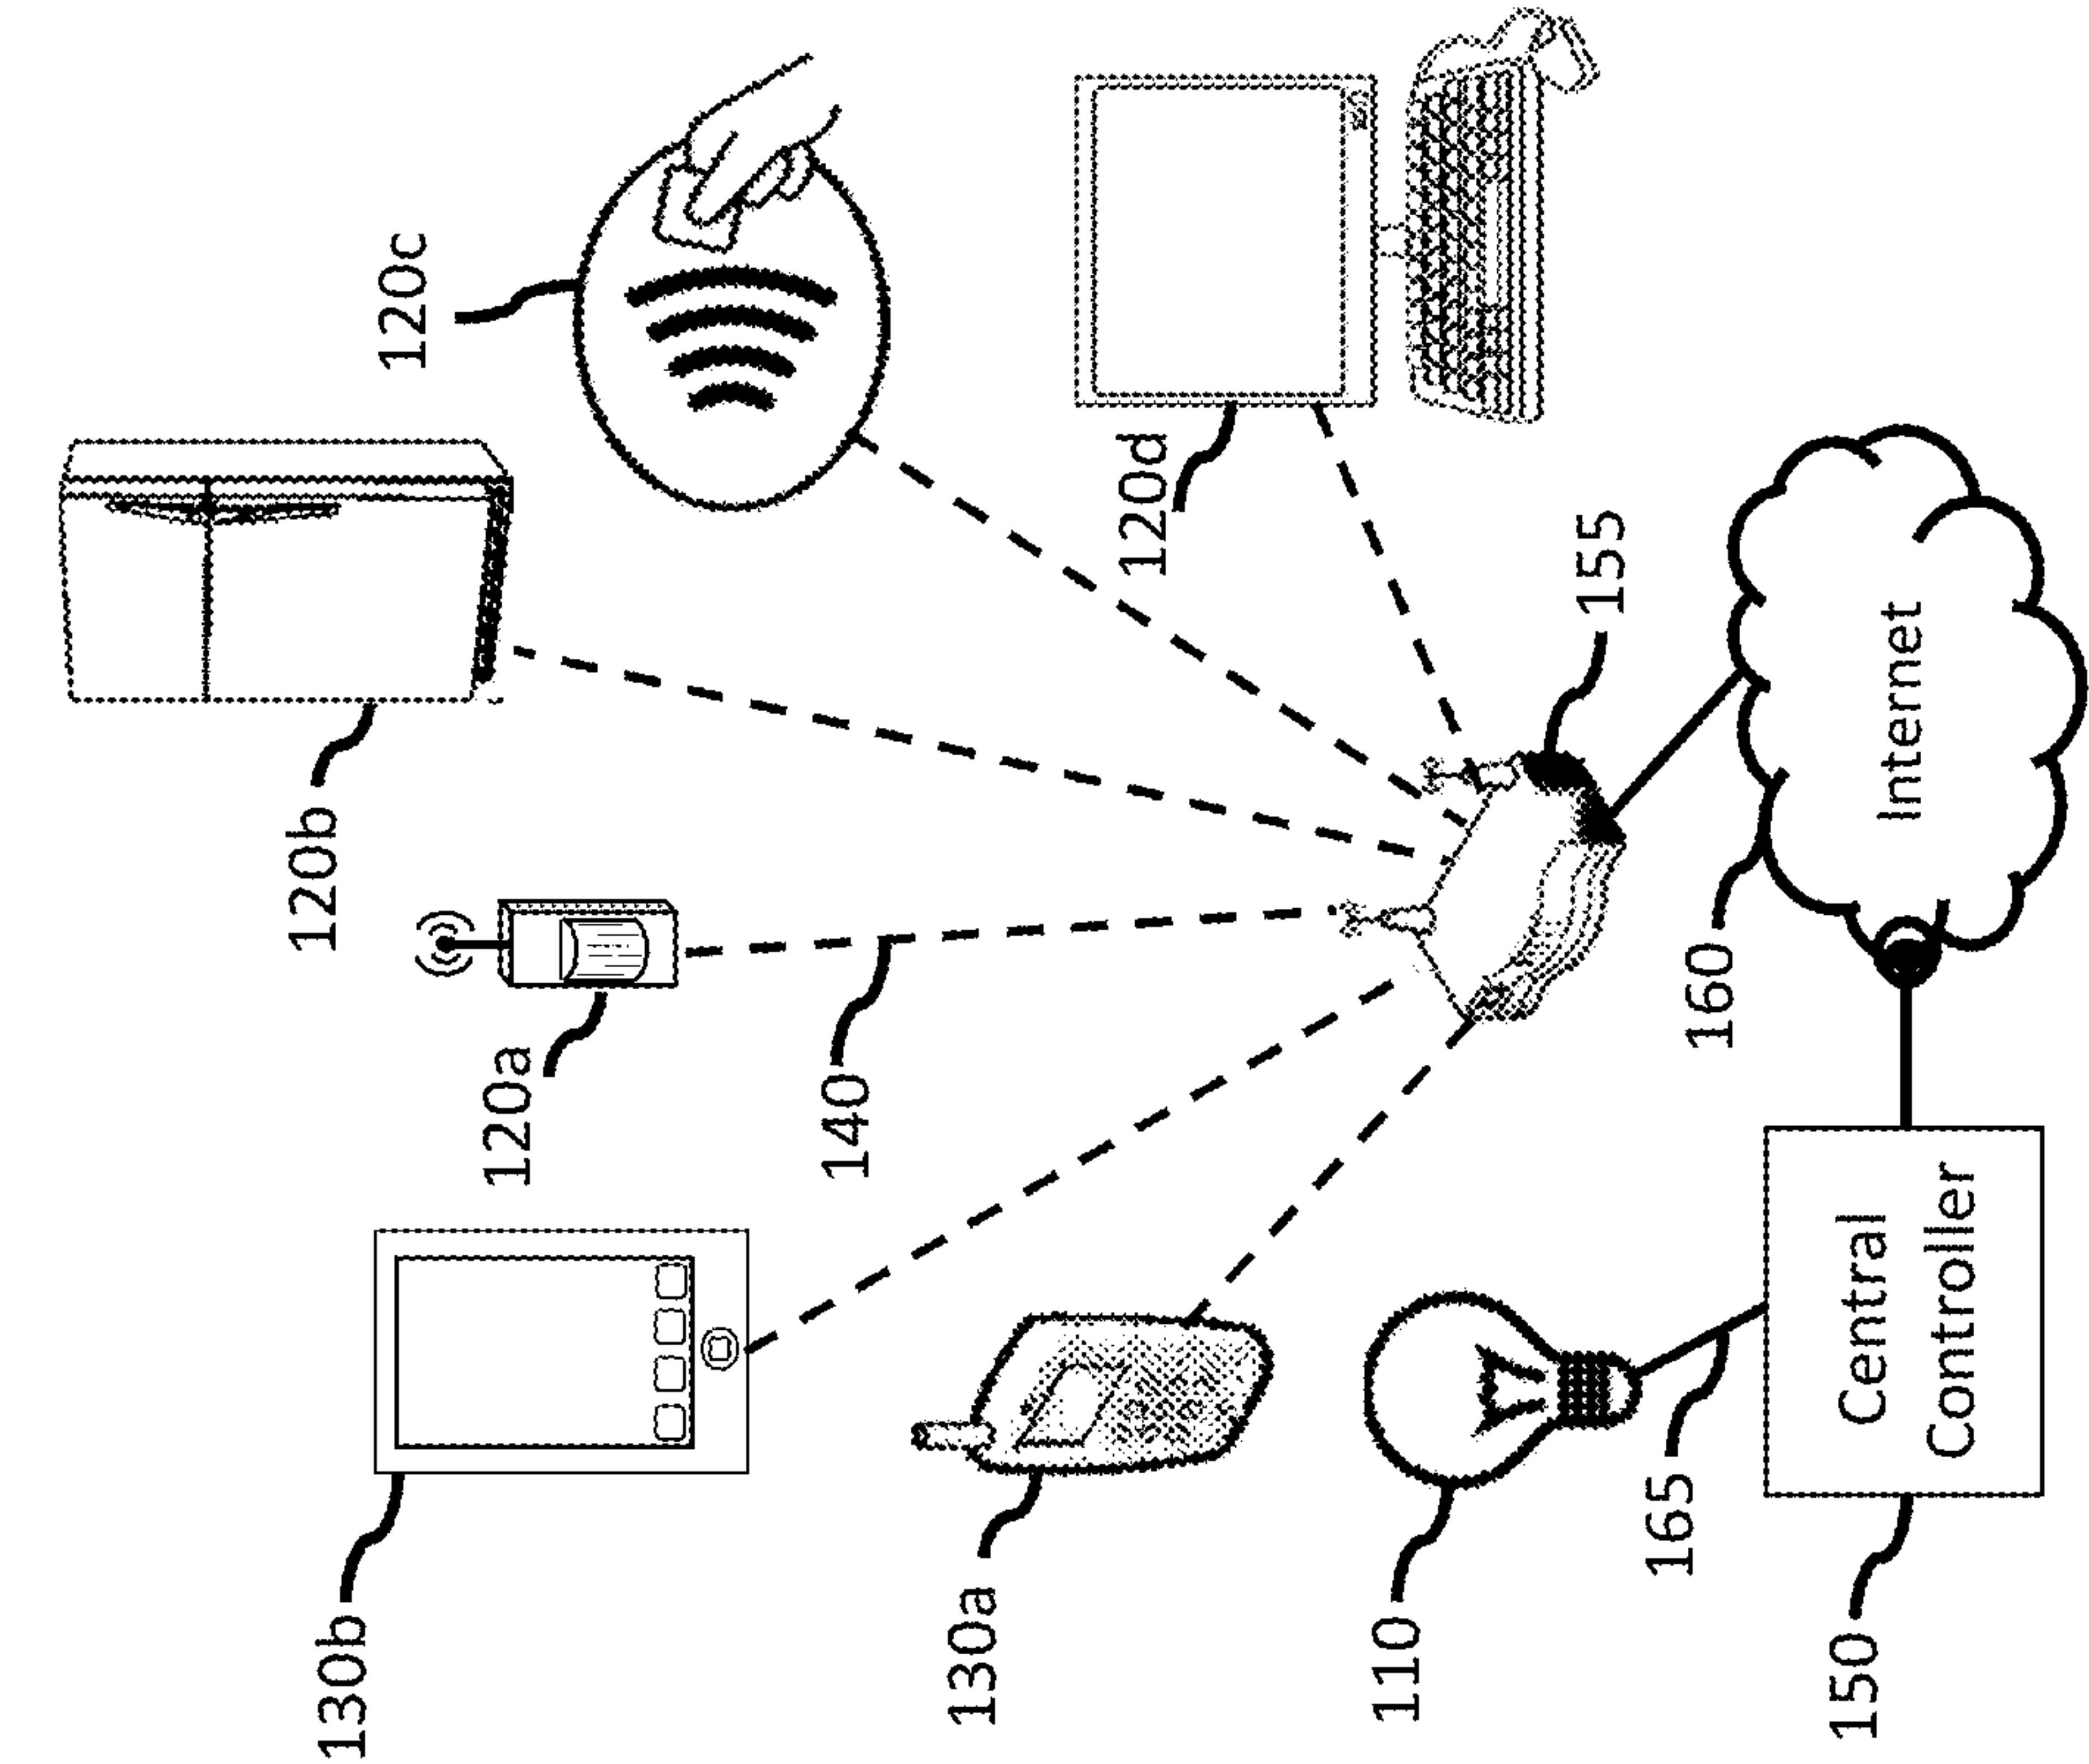 130b
120a
120b
120c
140
130a
120d
110
155
165
160
150
Central
Controller
Internet